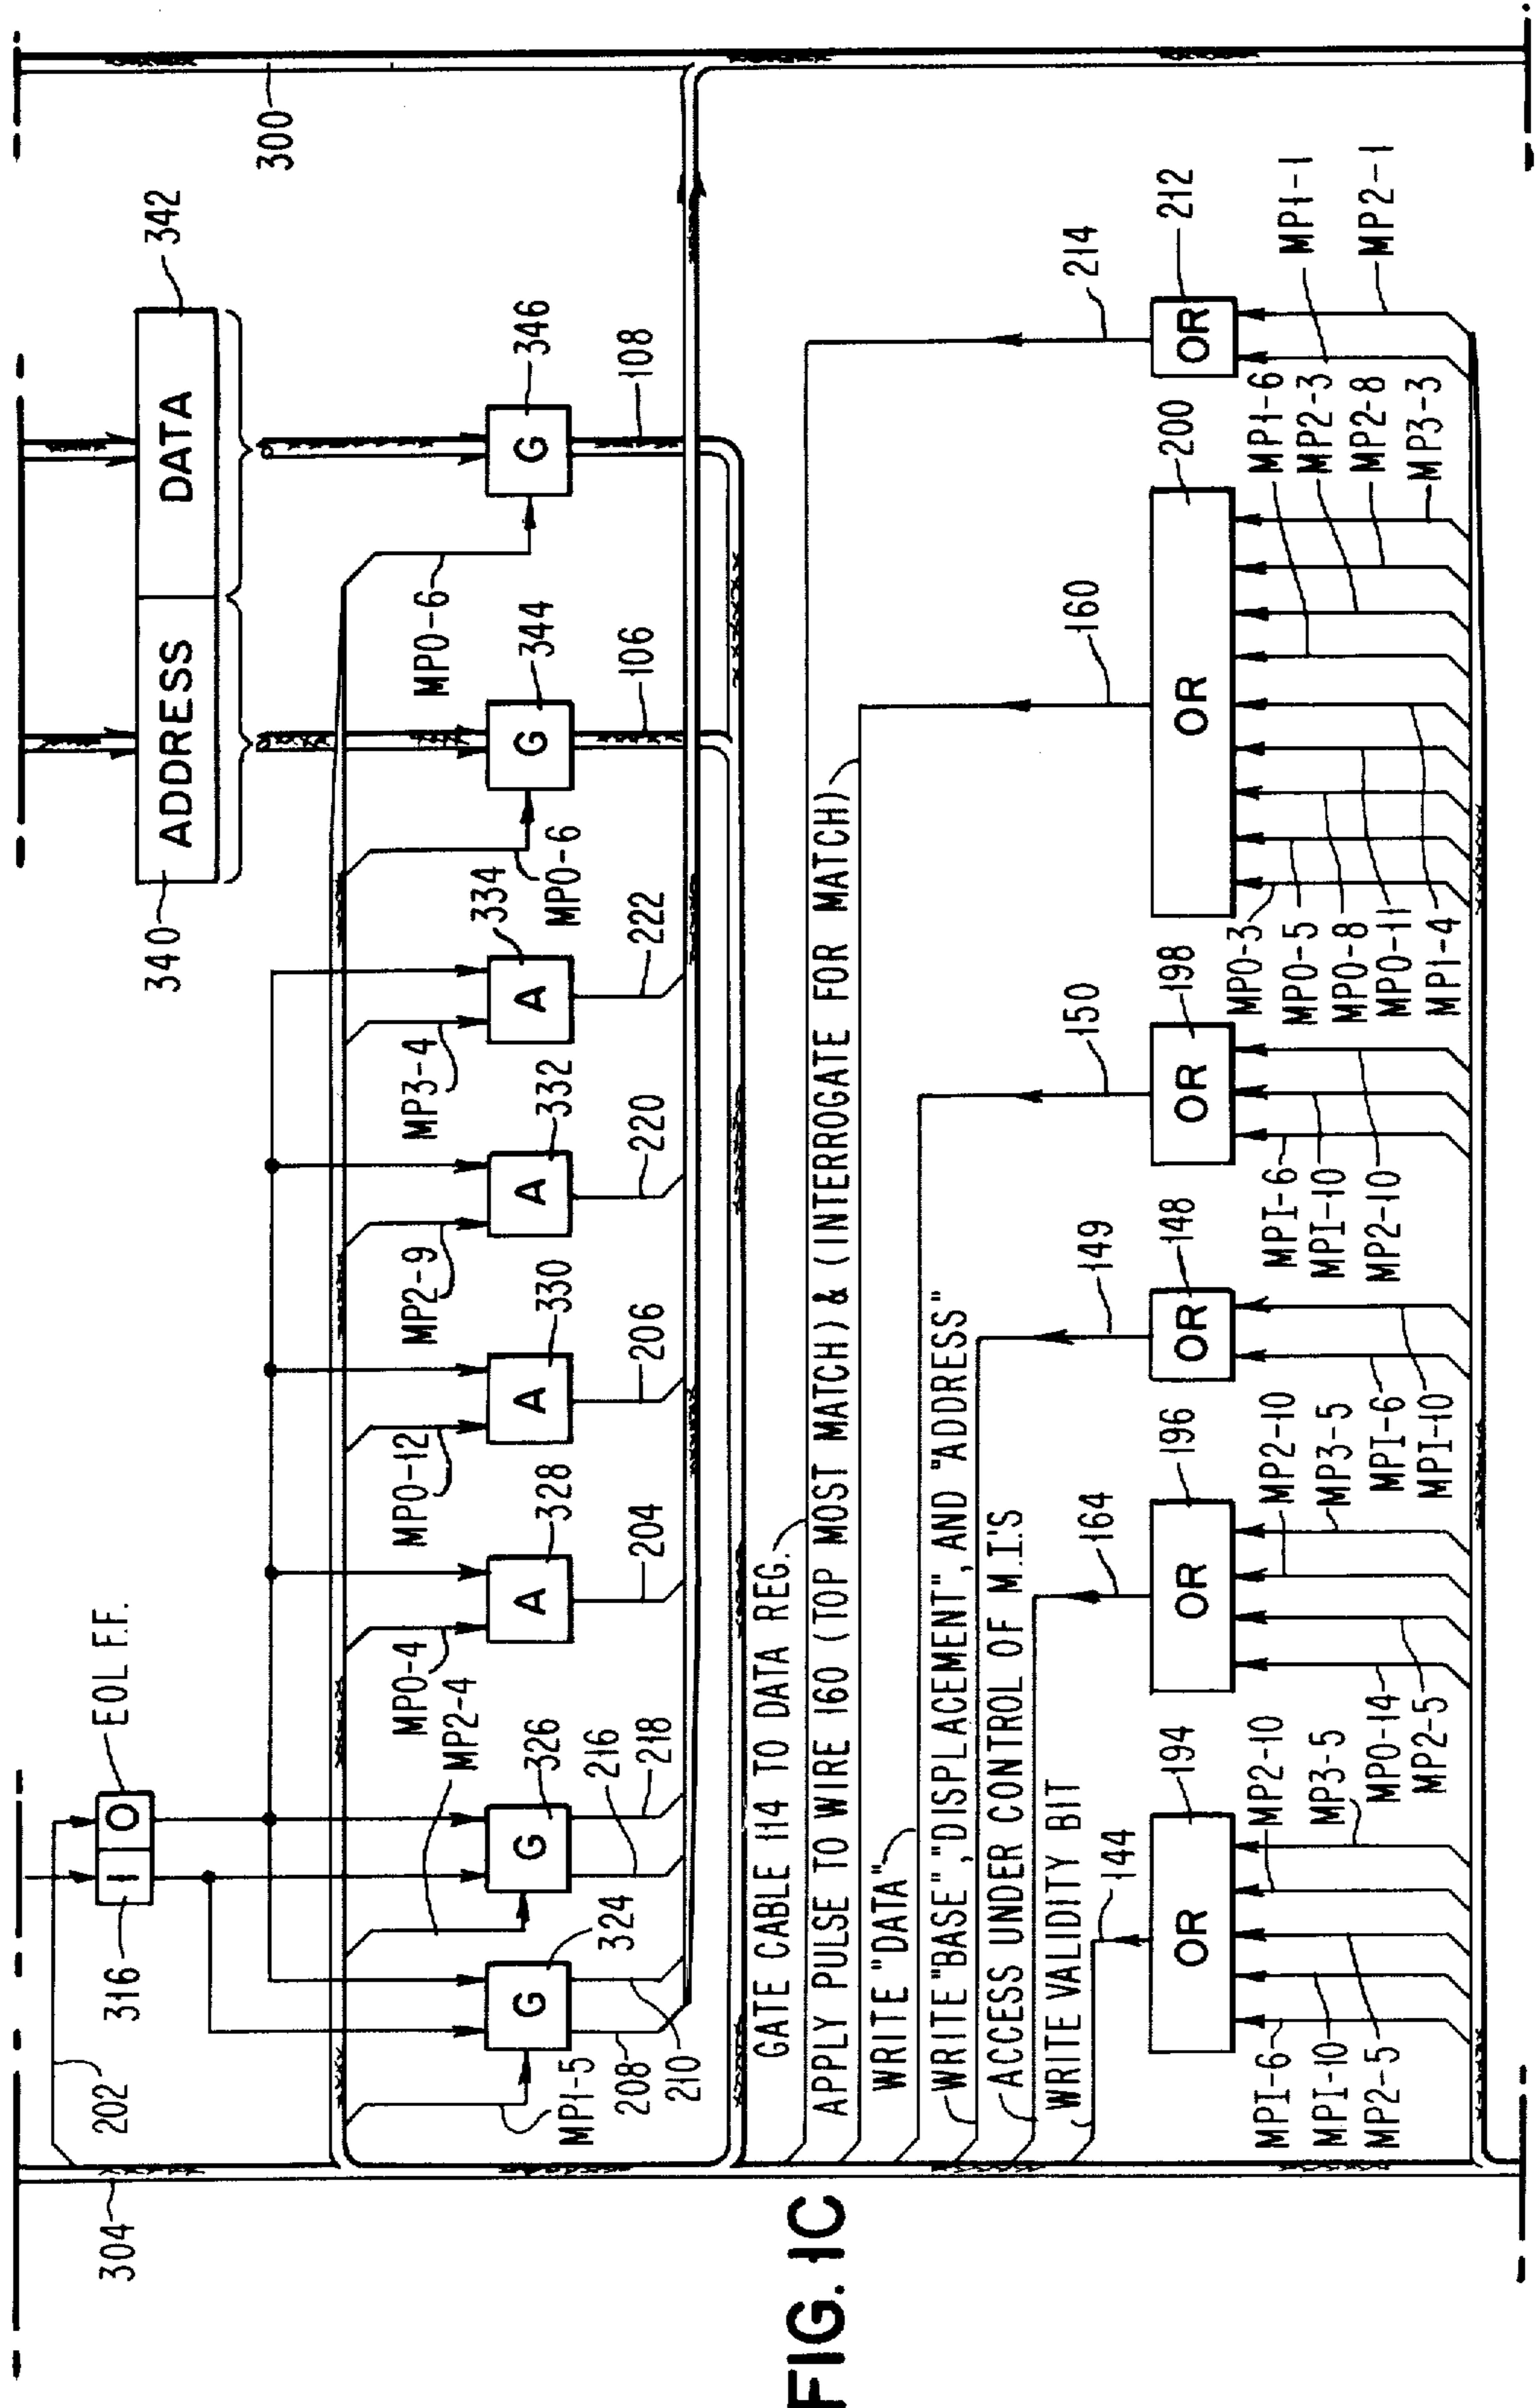 304
202
316
1
0
EOL F.F.
340
ADDRESS
DATA
342
300
MP1-5
G
324
208
210
MP2-4
G
326
216
218
MP0-4
A
328
204
MP0-12
A
330
206
MP2-9
A
332
220
MP3-4
A
334
222
MP0-6
G
344
106
MP0-6
G
346
108
GATE CABLE 114 TO DATA REG.
APPLY PULSE TO WIRE 160 (TOP MOST MATCH) & (INTERROGATE FOR MATCH)
WRITE "DATA"
WRITE "BASE", "DISPLACEMENT", AND "ADDRESS"
ACCESS UNDER CONTROL OF M.I.'S
WRITE VALIDITY BIT
144
164
149
150
160
214
OR
194
MP1-6
MP1-10
MP2-5
MP2-10
MP3-5
OR
196
MP0-14
MP2-5
MP2-10
MP3-5
OR
148
MP1-6
MP1-10
OR
198
MP1-6
MP1-10
MP2-10
OR
200
MP0-3
MP0-5
MP0-8
MP0-11
MP1-4
MP1-6
MP2-3
MP2-8
MP3-3
OR
212
MP1-1
MP2-1
FIG. 1C